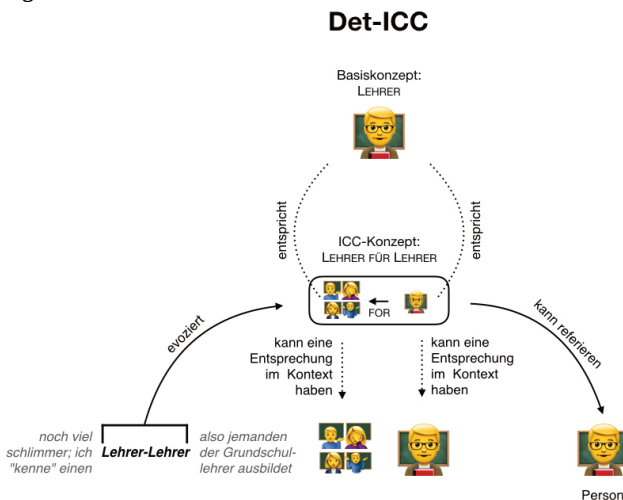 Det-ICC
Basiskonzept:
LEHRER
entspricht
entspricht
ICC-Konzept:
LEHRER FÜR LEHRER
FOR
evoziert
kann referieren
kann eine
Entsprechung
im Kontext
haben
kann eine
Entsprechung
im Kontext
haben
noch viel
schlimmer; ich
"kenne" einen
Lehrer-Lehrer
also jemanden
der Grundschul-
lehrer ausbildet
Person